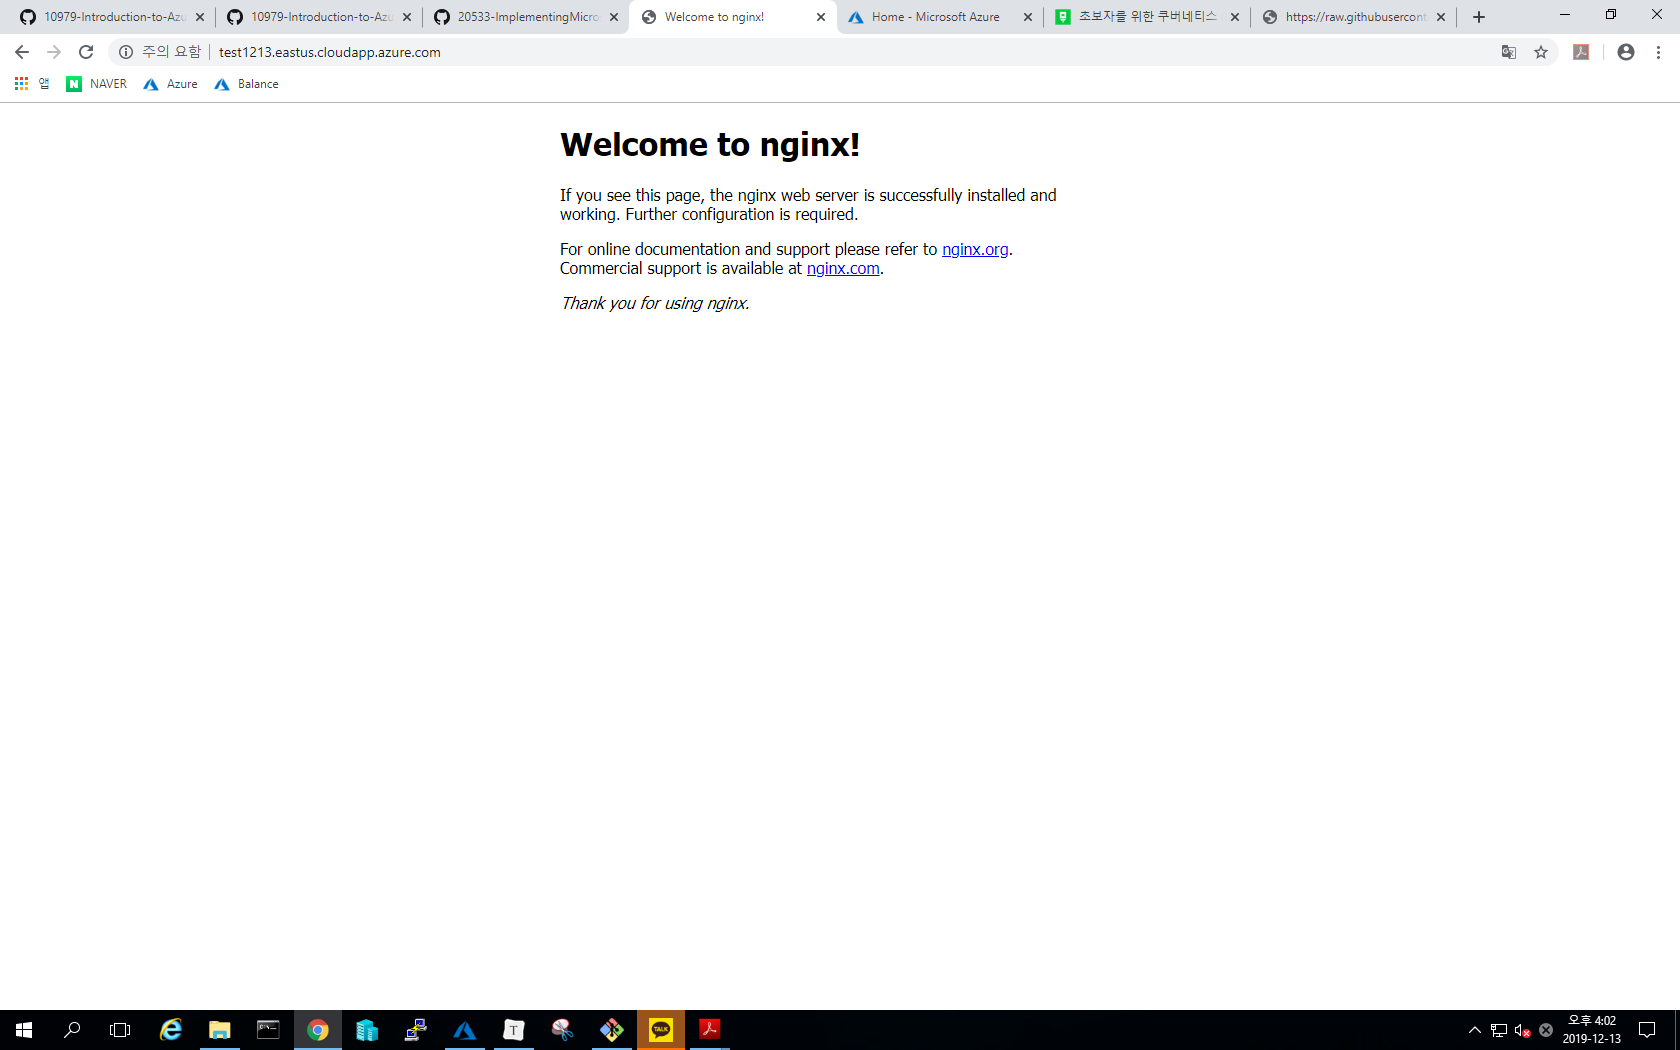 10979-Introduction-to-Azu
10979-Introduction-to-Azu
20533-ImplementingMicro
Welcome to nginx!
Home - Microsoft Azure
초보자를 위한 쿠버네티스
https://raw.githubusercont
주의 요함
test1213.eastus.cloudapp.azure.com
앱
N NAVER
Azure
Balance
Welcome to nginx!
If you see this page, the nginx web server is successfully installed and
working. Further configuration is required.
For online documentation and support please refer to nginx.org.
Commercial support is available at nginx.com.
Thank you for using nginx.
T
TALK
오후 4:02
2019-12-13